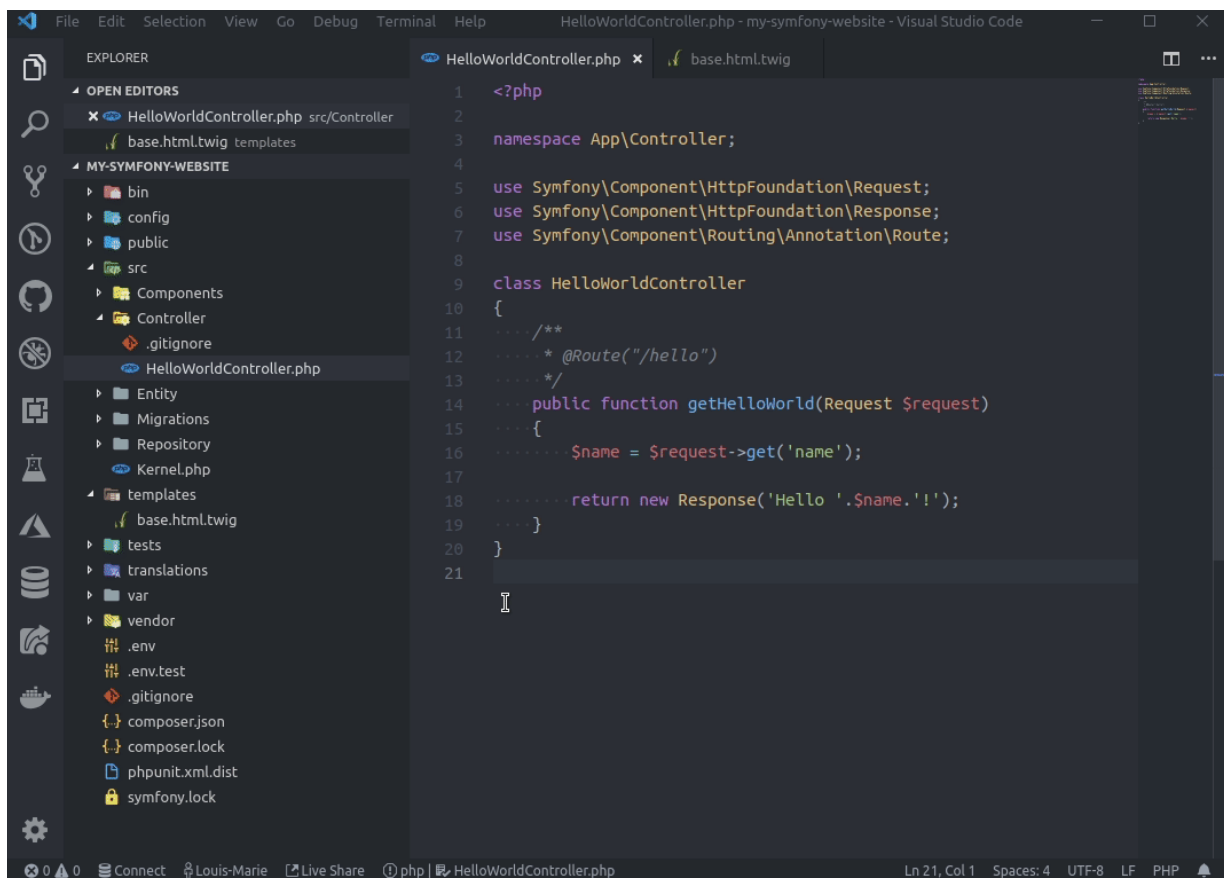 File Edit Selection View Go Debug Terminal Help HelloWorldController.php - my-symfony-website - Visual Studio Code
EXPLORER
OPEN EDITORS
HelloWorldController.php src/Controller
base.html.twig templates
MY-SYMFONY-WEBSITE
bin
config
public
src
Components
Controller
.gitignore
HelloWorldController.php
Entity
Migrations
Repository
Kernel.php
templates
base.html.twig
tests
translations
var
vendor
.env
.env.test
.gitignore
composer.json
composer.lock
phpunit.xml.dist
symfony.lock
HelloWorldController.php base.html.twig
1 <?php
2
3 namespace App\Controller;
4
5 use Symfony\Component\HttpFoundation\Request;
6 use Symfony\Component\HttpFoundation\Response;
7 use Symfony\Component\Routing\Annotation\Route;
8
9 class HelloWorldController
10 {
11 /**
12 * @Route("/hello")
13 */
14 public function getHelloWorld(Request $request)
15 {
16 $name = $request->get('name');
17
18 return new Response('Hello '.$name.'!');
19 }
20 }
21
0 0 Connect Louis-Marie Live Share php | HelloWorldController.php Ln 21, Col 1 Spaces: 4 UTF-8 LF PHP